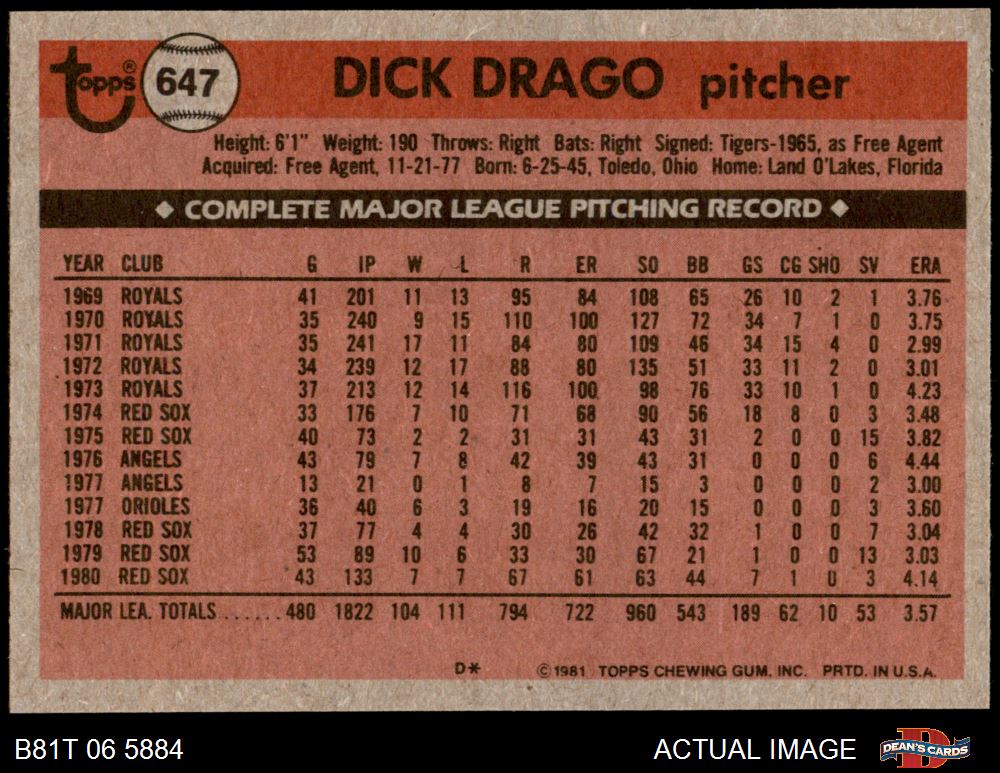 topps® 647 DICK DRAGO pitcher
Height: 6'1" Weight: 190 Throws: Right Bats: Right Signed: Tigers-1965, as Free Agent
Acquired: Free Agent, 11-21-77 Born: 6-25-45, Toledo, Ohio Home: Land O'Lakes, Florida
◆ COMPLETE MAJOR LEAGUE PITCHING RECORD ◆
YEAR CLUB G IP W L R ER SO BB GS CG SHO SV ERA
1969 ROYALS 41 201 11 13 95 84 108 65 26 10 2 1 3.76
1970 ROYALS 35 240 9 15 110 100 127 72 34 7 1 0 3.75
1971 ROYALS 35 241 17 11 84 80 109 46 34 15 4 0 2.99
1972 ROYALS 34 239 12 17 88 80 135 51 33 11 2 0 3.01
1973 ROYALS 37 213 12 14 116 100 98 76 33 10 1 0 4.23
1974 RED SOX 33 176 7 10 71 68 90 56 18 8 0 3 3.48
1975 RED SOX 40 73 2 2 31 31 43 31 2 0 0 15 3.82
1976 ANGELS 43 79 7 8 42 39 43 31 0 0 0 6 4.44
1977 ANGELS 13 21 0 1 8 7 15 3 0 0 0 2 3.00
1977 ORIOLES 36 40 6 3 19 16 20 15 0 0 0 3 3.60
1978 RED SOX 37 77 4 4 30 26 42 32 1 0 0 7 3.04
1979 RED SOX 53 89 10 6 33 30 67 21 1 0 0 13 3.03
1980 RED SOX 43 133 7 7 67 61 63 44 7 1 0 3 4.14
MAJOR LEA. TOTALS ...... 480 1822 104 111 794 722 960 543 189 62 10 53 3.57
D* ©1981 TOPPS CHEWING GUM, INC. PRTD. IN U.S.A.
B81T 06 5884 ACTUAL IMAGE DEAN'S CARDS